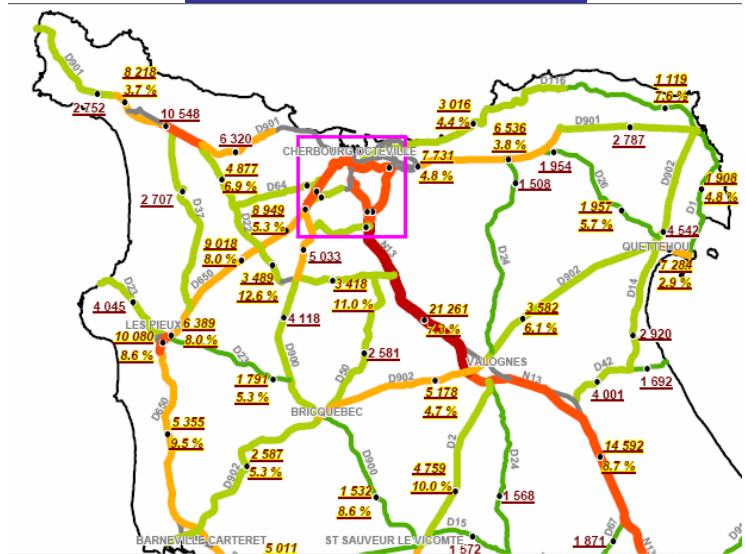 D901
8 218
3.7 %
2 752
10 548
6 320
D901
3 016
4.4 %
D116
1 119
7.6 %
6 536
3.8 %
D901
2 787
CHERBOURG OCTEVILLE
7 731
4.8 %
1 954
D902
4 877
6.9 %
D64
1 508
D26
1 908
4.8 %
D1
2 707
D37
D22
8 949
5.3 %
1 957
5.7 %
4 542
QUETTEHOU
9 018
8.0 %
D650
5 033
N13
D24
D902
7 284
2.9 %
3 489
12.6 %
3 418
11.0 %
D23
4 045
LES PIEUX
6 389
8.0 %
10 080
8.6 %
4 118
21 261
7.3 %
3 582
6.1 %
D14
2 920
D900
D50
2 581
VALOGNES
D23
1 791
5.3 %
D902
5 178
4.7 %
N13
D42
4 001
1 692
D650
BRICQUEBEC
5 355
9.5 %
D2
D24
14 592
8.7 %
D902
2 587
5.3 %
D900
1 532
8.6 %
4 759
10.0 %
1 568
BARNEVILLE CARTERET
ST SAUVEUR LE VICOMTE
D15
D67
5 011
1 572
1 871